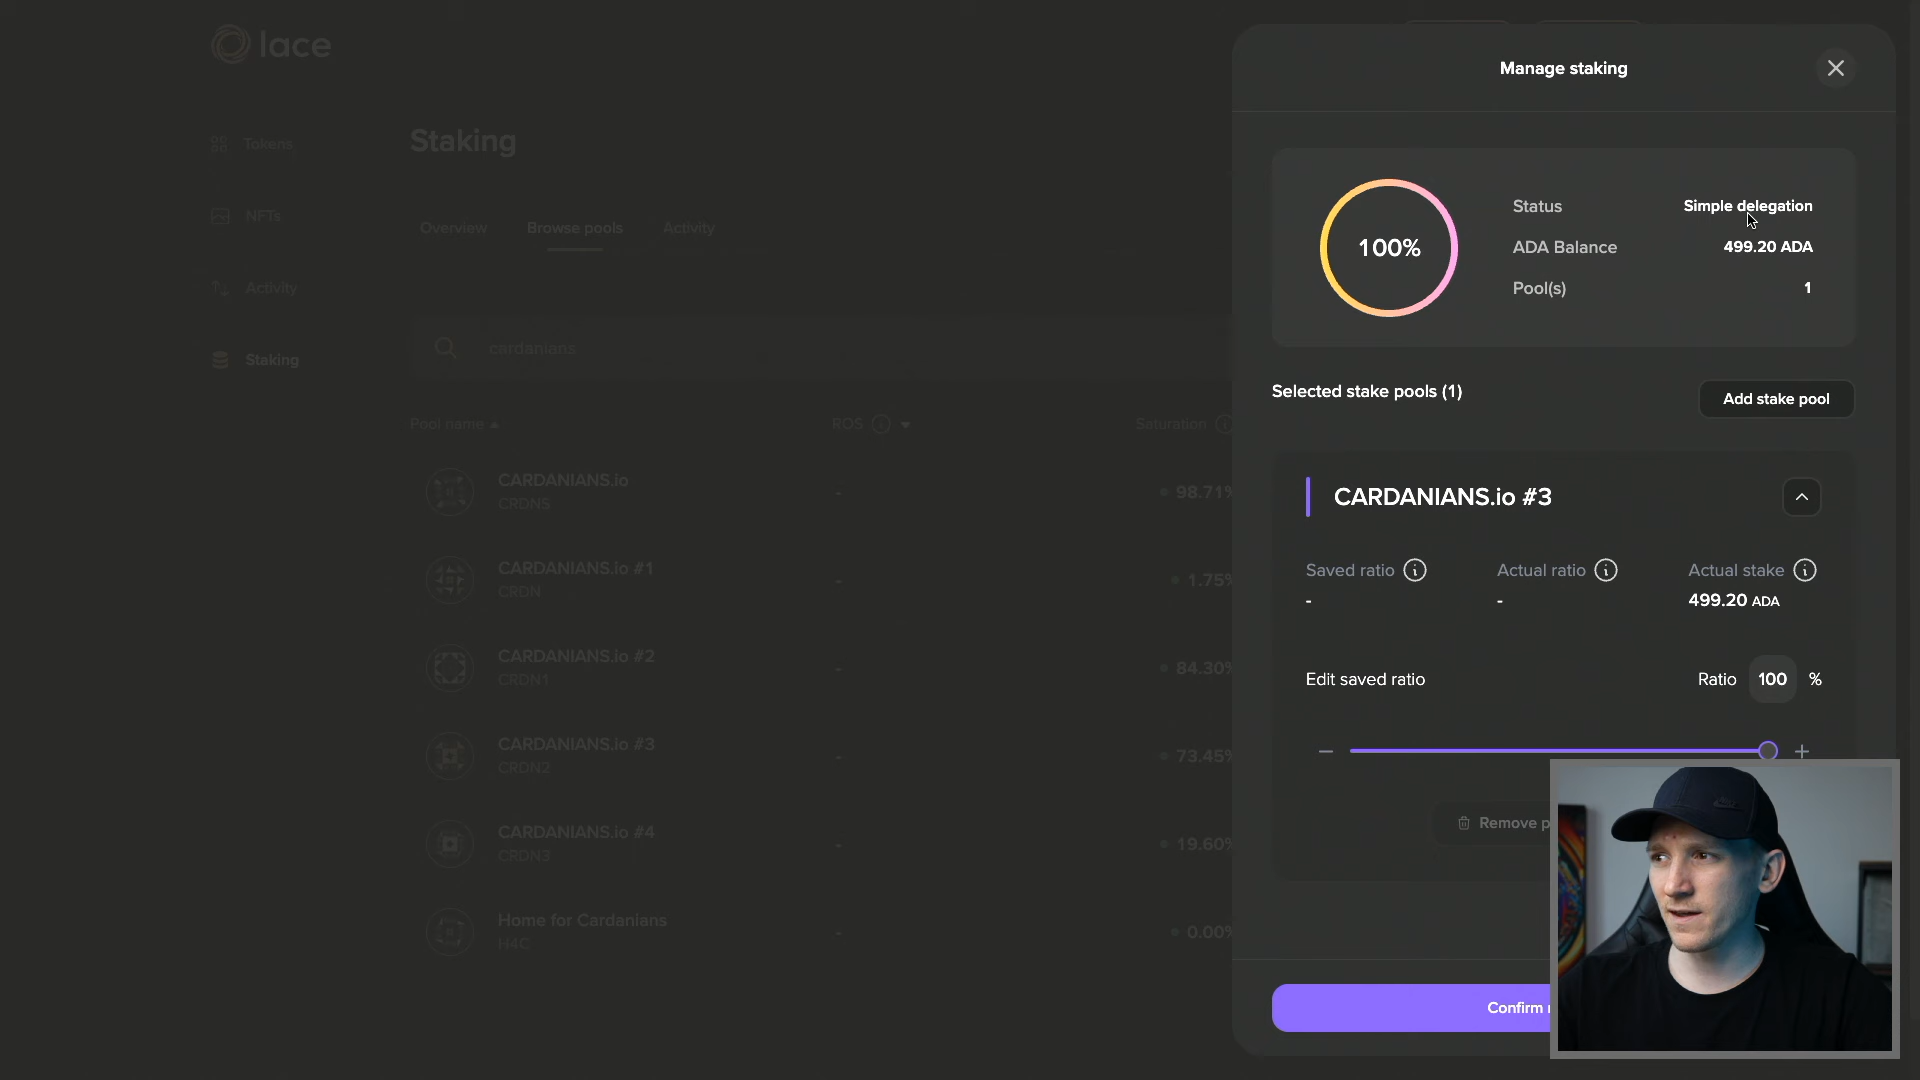 lace
Tokens
NFTs
Activity
Staking
Staking
Overview
Browse pools
Activity
cardanians
Pool name
ROS
Saturation
CARDANIANS.io
CRDNS
-
98.71%
CARDANIANS.io #1
CRDN
-
1.75%
CARDANIANS.io #2
CRDN1
-
84.30%
CARDANIANS.io #3
CRDN2
-
73.45%
CARDANIANS.io #4
CRDN3
-
19.60%
Home for Cardanians
H4C
-
0.00%
Manage staking
100%
Status Simple delegation
ADA Balance 499.20 ADA
Pool(s) 1
Selected stake pools (1)
Add stake pool
CARDANIANS.io #3
Saved ratio Actual ratio Actual stake
- - 499.20 ADA
Edit saved ratio Ratio 100 %
Remove p
Confirm